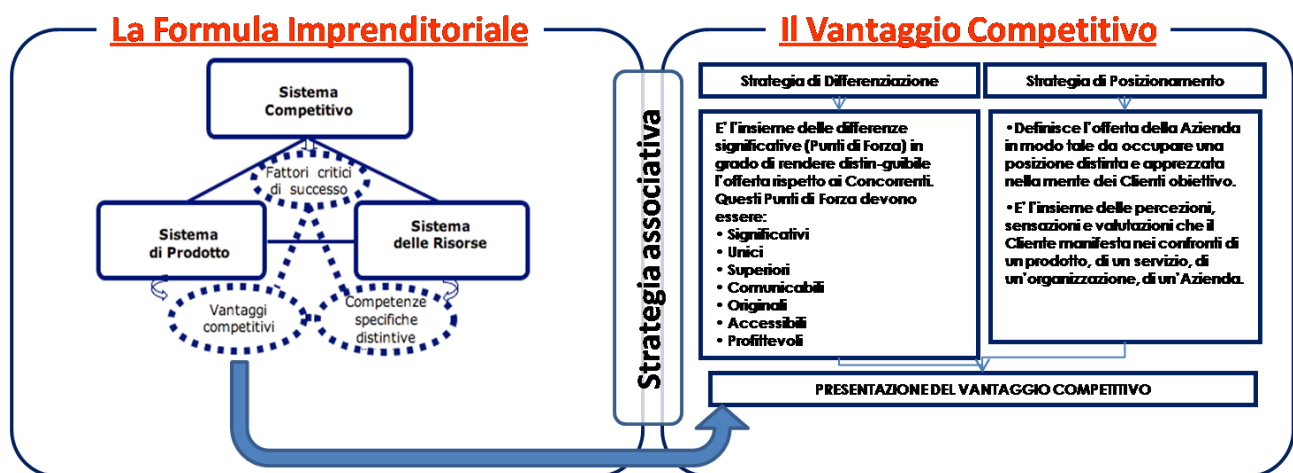 La Formula Imprenditoriale
Sistema
Competitivo
Fattori critici
di successo
Sistema
di Prodotto
Sistema
delle Risorse
Vantaggi
competitivi
Competenze
specifiche
distintive
Strategia associativa
Il Vantaggio Competitivo
Strategia di Differenziazione
E' l'insieme delle differenze
significative (Punti di Forza) in
grado di rendere distin-guibile
l'offerta rispetto ai Concorrenti.
Questi Punti di Forza devono
essere:
• Significativi
• Unici
• Superiori
• Comunicabili
• Originali
• Accessibili
• Profittevoli
Strategia di Posizionamento
•Definisce l'offerta della Azienda
in modo tale da occupare una
posizione distinta e apprezzata
nella mente dei Clienti obiettivo.
•E' l'insieme delle percezioni,
sensazioni e valutazioni che il
Cliente manifesta nei confronti di
un prodotto, di un servizio, di
un'organizzazione, di un'Azienda.
PRESENTAZIONE DEL VANTAGGIO COMPETITIVO